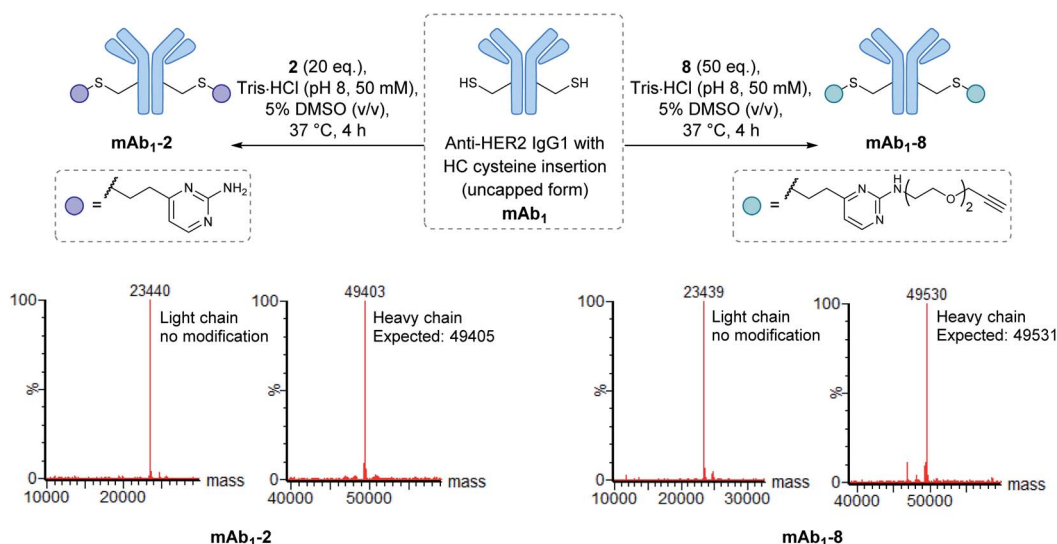 2 (20 eq.),
Tris·HCl (pH 8, 50 mM),
5% DMSO (v/v),
37 °C, 4 h
S
S
mAb1-2
= NH2
N
N
HS
SH
Anti-HER2 IgG1 with
HC cysteine insertion
(uncapped form)
mAb1
8 (50 eq.),
Tris·HCl (pH 8, 50 mM),
5% DMSO (v/v),
37 °C, 4 h
S
S
mAb1-8
= N H N O 2
N
100
23440
Light chain
no modification
%
0
10000 20000 mass
100
49403
Heavy chain
Expected: 49405
%
0
40000 50000 mass
mAb1-2
100
23439
Light chain
no modification
%
0
10000 20000 30000 mass
100
49530
Heavy chain
Expected: 49531
%
0
40000 50000 mass
mAb1-8